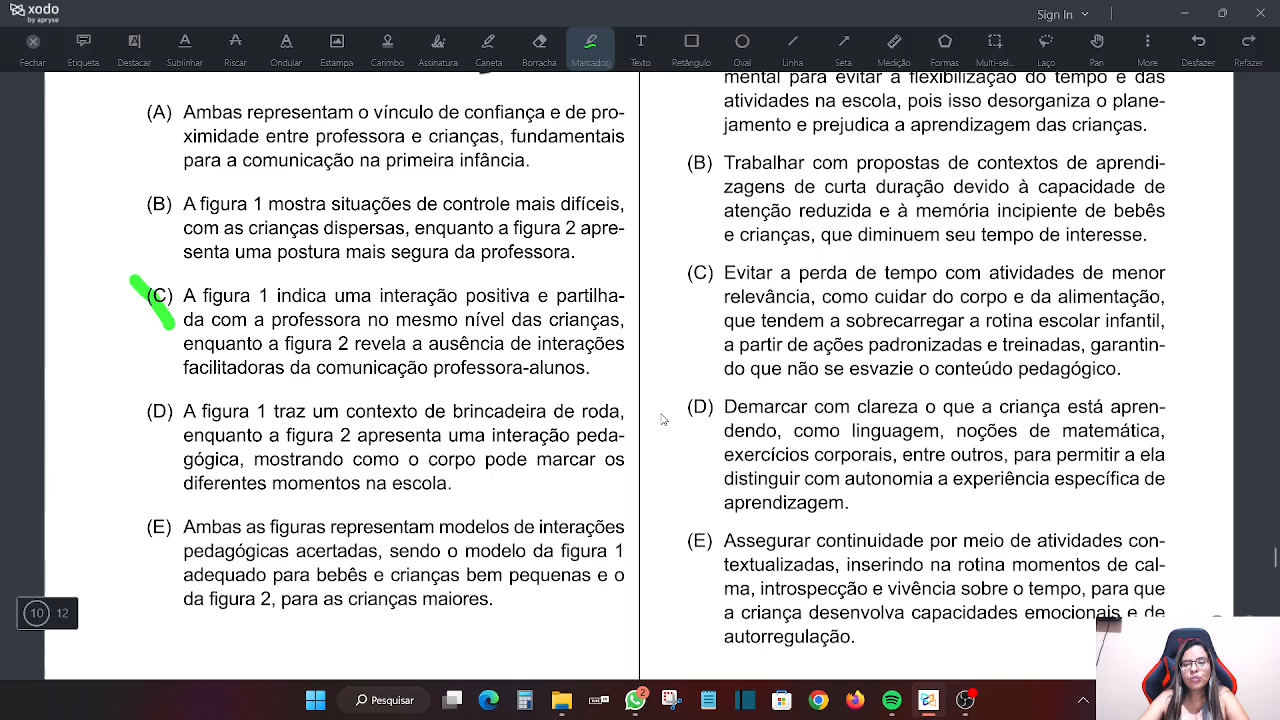 xodo
by apryse
Sign In
Etiqueta
Destacar
Sublinhar
Riscar
Ondular
Estampa
Carimbo
Assinatura
Caneta
Borracha
Marcador
Texto
Retângulo
Oval
Linha
Seta
Medição
Formas
Multi-sel...
Laço
Pan
More
Desfazer
Refazer
(A) Ambas representam o vínculo de confiança e de pro-
ximidade entre professora e crianças, fundamentais
para a comunicação na primeira infância.
(B) A figura 1 mostra situações de controle mais difíceis,
com as crianças dispersas, enquanto a figura 2 apre-
senta uma postura mais segura da professora.
(C) A figura 1 indica uma interação positiva e partilha-
da com a professora no mesmo nível das crianças,
enquanto a figura 2 revela a ausência de interações
facilitadoras da comunicação professora-alunos.
(D) A figura 1 traz um contexto de brincadeira de roda,
enquanto a figura 2 apresenta uma interação peda-
gógica, mostrando como o corpo pode marcar os
diferentes momentos na escola.
(E) Ambas as figuras representam modelos de interações
pedagógicas acertadas, sendo o modelo da figura 1
adequado para bebês e crianças bem pequenas e o
da figura 2, para as crianças maiores.
mental para evitar a flexibilização do tempo e das
atividades na escola, pois isso desorganiza o plane-
jamento e prejudica a aprendizagem das crianças.
(B) Trabalhar com propostas de contextos de aprendi-
zagens de curta duração devido à capacidade de
atenção reduzida e à memória incipiente de bebês
e crianças, que diminuem seu tempo de interesse.
(C) Evitar a perda de tempo com atividades de menor
relevância, como cuidar do corpo e da alimentação,
que tendem a sobrecarregar a rotina escolar infantil,
a partir de ações padronizadas e treinadas, garantin-
do que não se esvazie o conteúdo pedagógico.
(D) Demarcar com clareza o que a criança está apren-
dendo, como linguagem, noções de matemática,
exercícios corporais, entre outros, para permitir a ela
distinguir com autonomia a experiência específica de
aprendizagem.
(E) Assegurar continuidade por meio de atividades con-
textualizadas, inserindo na rotina momentos de cal-
ma, introspecção e vivência sobre o tempo, para que
a criança desenvolva capacidades emocionais e de
autorregulação.
10 12
Pesquisar
2